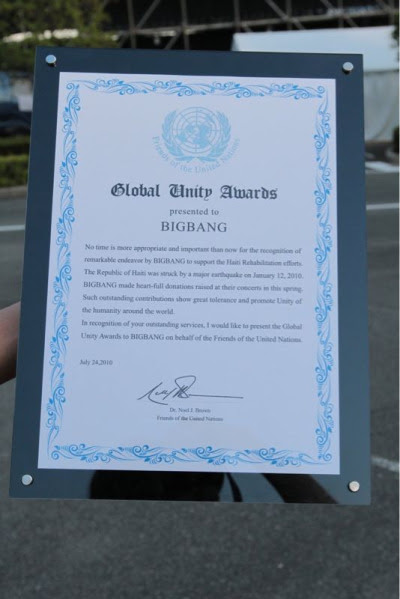 Friends of the United Nations
Global Unity Awards
presented to
BIGBANG
No time is more appropriate and important than now for the recognition of
remarkable endeavor by BIGBANG to support the Haiti Rehabilitation efforts.
The Republic of Haiti was struck by a major earthquake on January 12, 2010.
BIGBANG made heart-full donations raised at their concerts in this spring.
Such outstanding contributions show great tolerance and promote Unity of
the humanity around the world.
In recognition of your outstanding services, I would like to present the Global
Unity Awards to BIGBANG on behalf of the Friends of the United Nations.
July 24,2010
Dr. Noel J. Brown
Friends of the United Nations